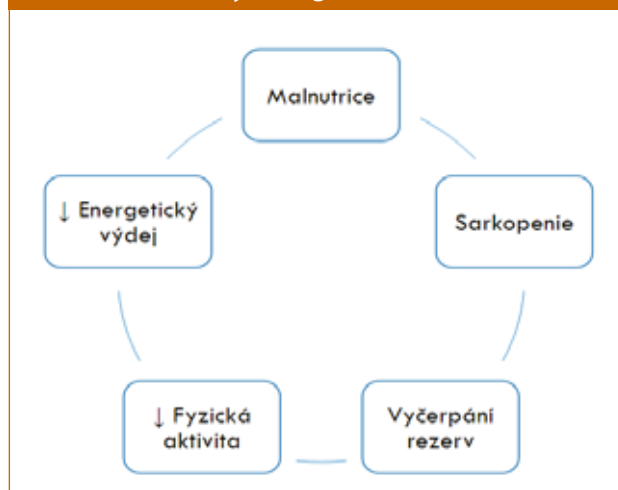 Malnutrice
↓ Energetický
výdej
Sarkopenie
↓ Fyzická
aktivita
Vyčerpání
rezerv